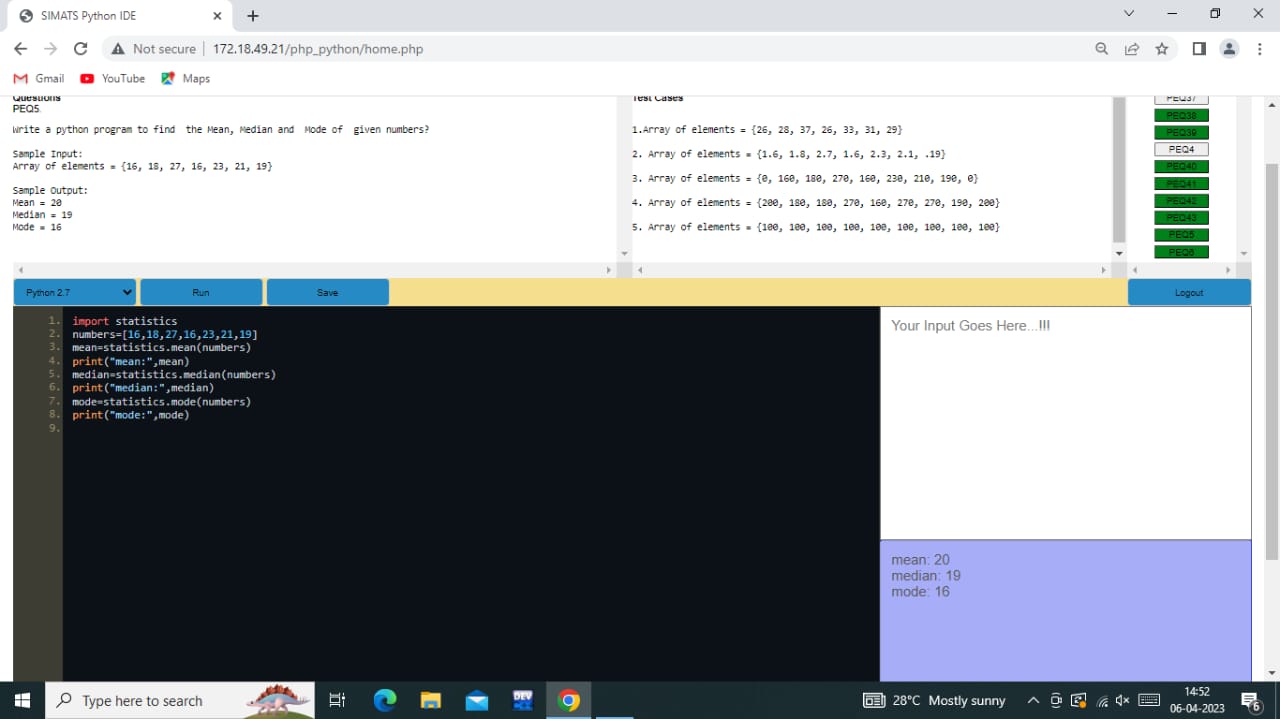 SIMATS Python IDE
Not secure
172.18.49.21/php_python/home.php
Gmail
YouTube
Maps
Questions
PEQ5.
Write a python program to find  the Mean, Median and  Mode of  given numbers?
Sample Input:
Array of elements = {16, 18, 27, 16, 23, 21, 19}
Sample Output:
Mean = 20
Median = 19
Mode = 16
Test Cases
1.Array of elements = {26, 28, 37, 26, 33, 31, 29}
2. Array of elements = {1.6, 1.8, 2.7, 1.6, 2.3, 2.1, .19}
3. Array of elements = {0, 160, 180, 270, 160, 230, 210, 190, 0}
4. Array of elements = {200, 180, 180, 270, 160, 270, 270, 190, 200}
5. Array of elements = {100, 100, 100, 100, 100, 100, 100, 100, 100}
PEQ37
PEQ38
PEQ39
PEQ4
PEQ40
PEQ41
PEQ42
PEQ43
PEQ5
PEQ6
Python 2.7
Run
Save
Logout
1. import statistics
2. numbers=[16,18,27,16,23,21,19]
3. mean=statistics.mean(numbers)
4. print("mean:",mean)
5. median=statistics.median(numbers)
6. print("median:",median)
7. mode=statistics.mode(numbers)
8. print("mode:",mode)
9.
Your Input Goes Here...!!!
mean: 20
median: 19
mode: 16
Type here to search
DEV
28°C Mostly sunny
14:52
06-04-2023
6